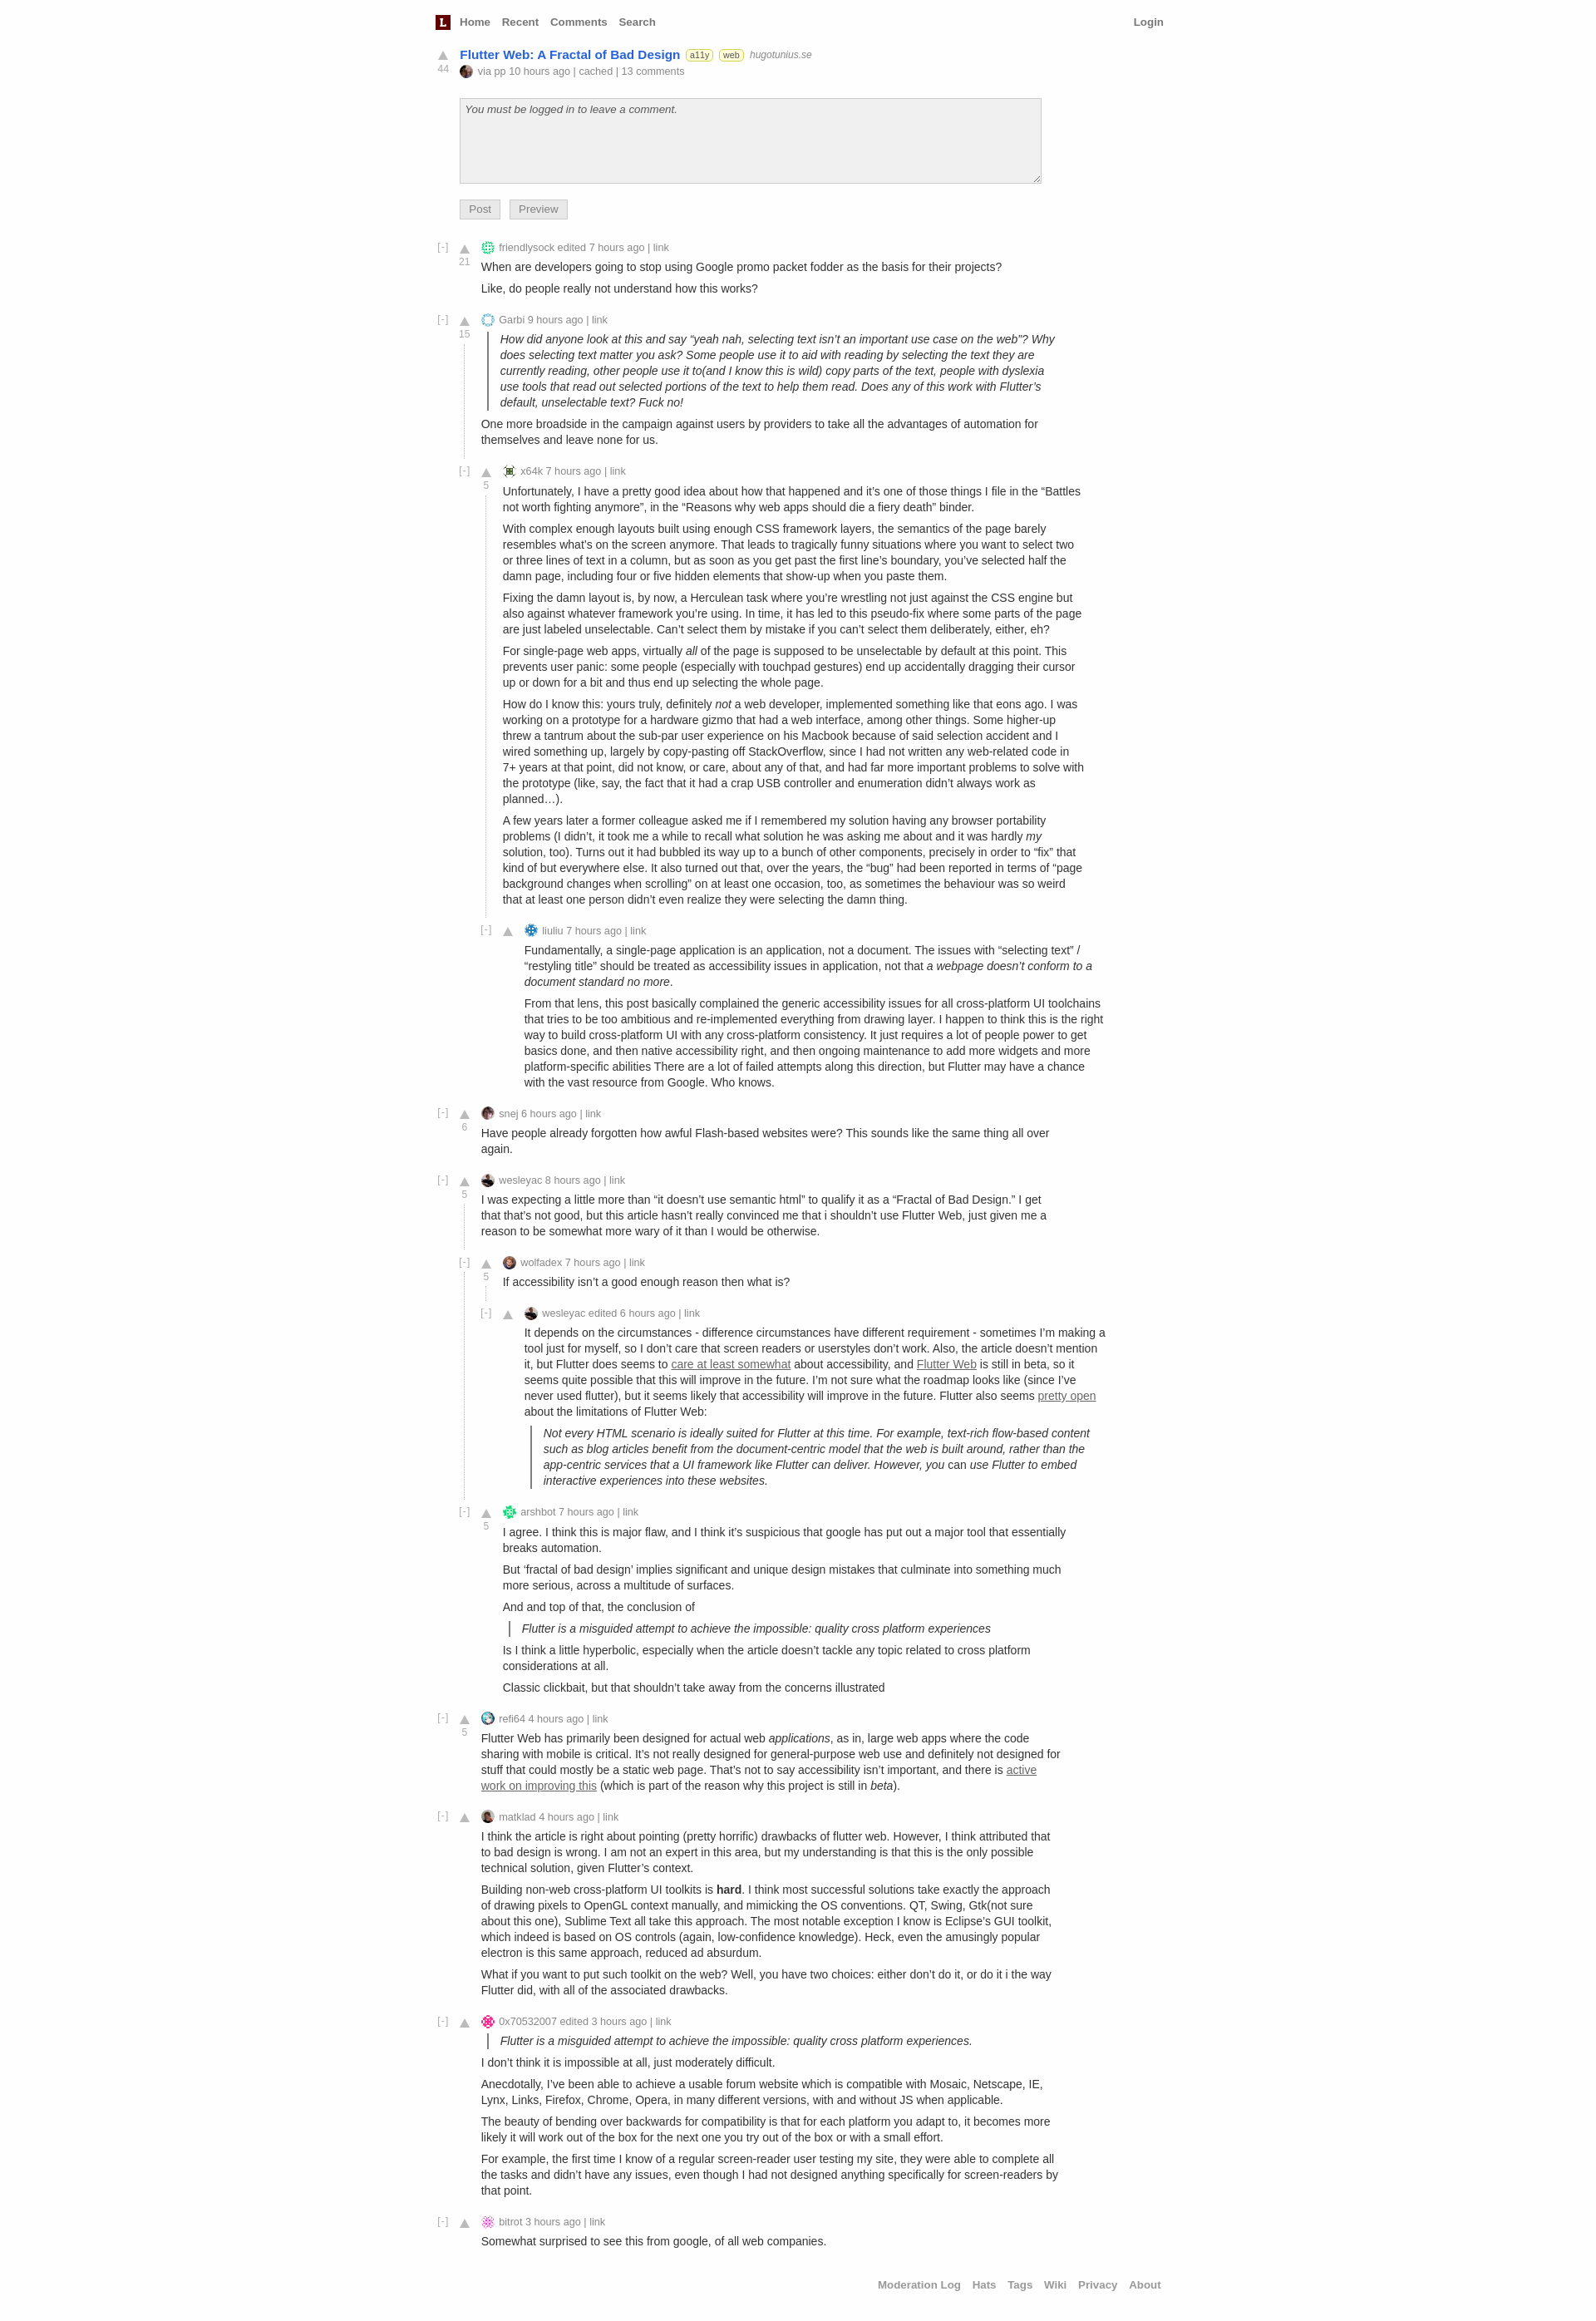 L Home Recent Comments Search Login
Flutter Web: A Fractal of Bad Design a11y web hugotunius.se
44
via pp 10 hours ago | cached | 13 comments
You must be logged in to leave a comment.
Post Preview
[-] friendlysock edited 7 hours ago | link
21
When are developers going to stop using Google promo packet fodder as the basis for their projects?
Like, do people really not understand how this works?
[-] Garbi 9 hours ago | link
15
How did anyone look at this and say “yeah nah, selecting text isn’t an important use case on the web”? Why
does selecting text matter you ask? Some people use it to aid with reading by selecting the text they are
currently reading, other people use it to(and I know this is wild) copy parts of the text, people with dyslexia
use tools that read out selected portions of the text to help them read. Does any of this work with Flutter’s
default, unselectable text? Fuck no!
One more broadside in the campaign against users by providers to take all the advantages of automation for
themselves and leave none for us.
[-] x64k 7 hours ago | link
5
Unfortunately, I have a pretty good idea about how that happened and it’s one of those things I file in the “Battles
not worth fighting anymore”, in the “Reasons why web apps should die a fiery death” binder.
With complex enough layouts built using enough CSS framework layers, the semantics of the page barely
resembles what’s on the screen anymore. That leads to tragically funny situations where you want to select two
or three lines of text in a column, but as soon as you get past the first line’s boundary, you’ve selected half the
damn page, including four or five hidden elements that show-up when you paste them.
Fixing the damn layout is, by now, a Herculean task where you’re wrestling not just against the CSS engine but
also against whatever framework you’re using. In time, it has led to this pseudo-fix where some parts of the page
are just labeled unselectable. Can’t select them by mistake if you can’t select them deliberately, either, eh?
For single-page web apps, virtually all of the page is supposed to be unselectable by default at this point. This
prevents user panic: some people (especially with touchpad gestures) end up accidentally dragging their cursor
up or down for a bit and thus end up selecting the whole page.
How do I know this: yours truly, definitely not a web developer, implemented something like that eons ago. I was
working on a prototype for a hardware gizmo that had a web interface, among other things. Some higher-up
threw a tantrum about the sub-par user experience on his Macbook because of said selection accident and I
wired something up, largely by copy-pasting off StackOverflow, since I had not written any web-related code in
7+ years at that point, did not know, or care, about any of that, and had far more important problems to solve with
the prototype (like, say, the fact that it had a crap USB controller and enumeration didn’t always work as
planned…).
A few years later a former colleague asked me if I remembered my solution having any browser portability
problems (I didn’t, it took me a while to recall what solution he was asking me about and it was hardly my
solution, too). Turns out it had bubbled its way up to a bunch of other components, precisely in order to “fix” that
kind of but everywhere else. It also turned out that, over the years, the “bug” had been reported in terms of “page
background changes when scrolling” on at least one occasion, too, as sometimes the behaviour was so weird
that at least one person didn’t even realize they were selecting the damn thing.
[-] liuliu 7 hours ago | link
Fundamentally, a single-page application is an application, not a document. The issues with “selecting text” /
“restyling title” should be treated as accessibility issues in application, not that a webpage doesn’t conform to a
document standard no more.
From that lens, this post basically complained the generic accessibility issues for all cross-platform UI toolchains
that tries to be too ambitious and re-implemented everything from drawing layer. I happen to think this is the right
way to build cross-platform UI with any cross-platform consistency. It just requires a lot of people power to get
basics done, and then native accessibility right, and then ongoing maintenance to add more widgets and more
platform-specific abilities There are a lot of failed attempts along this direction, but Flutter may have a chance
with the vast resource from Google. Who knows.
[-] snej 6 hours ago | link
6
Have people already forgotten how awful Flash-based websites were? This sounds like the same thing all over
again.
[-] wesleyac 8 hours ago | link
5
I was expecting a little more than “it doesn’t use semantic html” to qualify it as a “Fractal of Bad Design.” I get
that that’s not good, but this article hasn’t really convinced me that i shouldn’t use Flutter Web, just given me a
reason to be somewhat more wary of it than I would be otherwise.
[-] wolfadex 7 hours ago | link
5
If accessibility isn’t a good enough reason then what is?
[-] wesleyac edited 6 hours ago | link
It depends on the circumstances - difference circumstances have different requirement - sometimes I’m making a
tool just for myself, so I don’t care that screen readers or userstyles don’t work. Also, the article doesn’t mention
it, but Flutter does seems to care at least somewhat about accessibility, and Flutter Web is still in beta, so it
seems quite possible that this will improve in the future. I’m not sure what the roadmap looks like (since I’ve
never used flutter), but it seems likely that accessibility will improve in the future. Flutter also seems pretty open
about the limitations of Flutter Web:
Not every HTML scenario is ideally suited for Flutter at this time. For example, text-rich flow-based content
such as blog articles benefit from the document-centric model that the web is built around, rather than the
app-centric services that a UI framework like Flutter can deliver. However, you can use Flutter to embed
interactive experiences into these websites.
[-] arshbot 7 hours ago | link
5
I agree. I think this is major flaw, and I think it’s suspicious that google has put out a major tool that essentially
breaks automation.
But ‘fractal of bad design’ implies significant and unique design mistakes that culminate into something much
more serious, across a multitude of surfaces.
And and top of that, the conclusion of
Flutter is a misguided attempt to achieve the impossible: quality cross platform experiences
Is I think a little hyperbolic, especially when the article doesn’t tackle any topic related to cross platform
considerations at all.
Classic clickbait, but that shouldn’t take away from the concerns illustrated
[-] refi64 4 hours ago | link
5
Flutter Web has primarily been designed for actual web applications, as in, large web apps where the code
sharing with mobile is critical. It’s not really designed for general-purpose web use and definitely not designed for
stuff that could mostly be a static web page. That’s not to say accessibility isn’t important, and there is active
work on improving this (which is part of the reason why this project is still in beta).
[-] matklad 4 hours ago | link
I think the article is right about pointing (pretty horrific) drawbacks of flutter web. However, I think attributed that
to bad design is wrong. I am not an expert in this area, but my understanding is that this is the only possible
technical solution, given Flutter’s context.
Building non-web cross-platform UI toolkits is hard. I think most successful solutions take exactly the approach
of drawing pixels to OpenGL context manually, and mimicking the OS conventions. QT, Swing, Gtk(not sure
about this one), Sublime Text all take this approach. The most notable exception I know is Eclipse’s GUI toolkit,
which indeed is based on OS controls (again, low-confidence knowledge). Heck, even the amusingly popular
electron is this same approach, reduced ad absurdum.
What if you want to put such toolkit on the web? Well, you have two choices: either don’t do it, or do it i the way
Flutter did, with all of the associated drawbacks.
[-] 0x70532007 edited 3 hours ago | link
Flutter is a misguided attempt to achieve the impossible: quality cross platform experiences.
I don’t think it is impossible at all, just moderately difficult.
Anecdotally, I’ve been able to achieve a usable forum website which is compatible with Mosaic, Netscape, IE,
Lynx, Links, Firefox, Chrome, Opera, in many different versions, with and without JS when applicable.
The beauty of bending over backwards for compatibility is that for each platform you adapt to, it becomes more
likely it will work out of the box for the next one you try out of the box or with a small effort.
For example, the first time I know of a regular screen-reader user testing my site, they were able to complete all
the tasks and didn’t have any issues, even though I had not designed anything specifically for screen-readers by
that point.
[-] bitrot 3 hours ago | link
Somewhat surprised to see this from google, of all web companies.
Moderation Log Hats Tags Wiki Privacy About